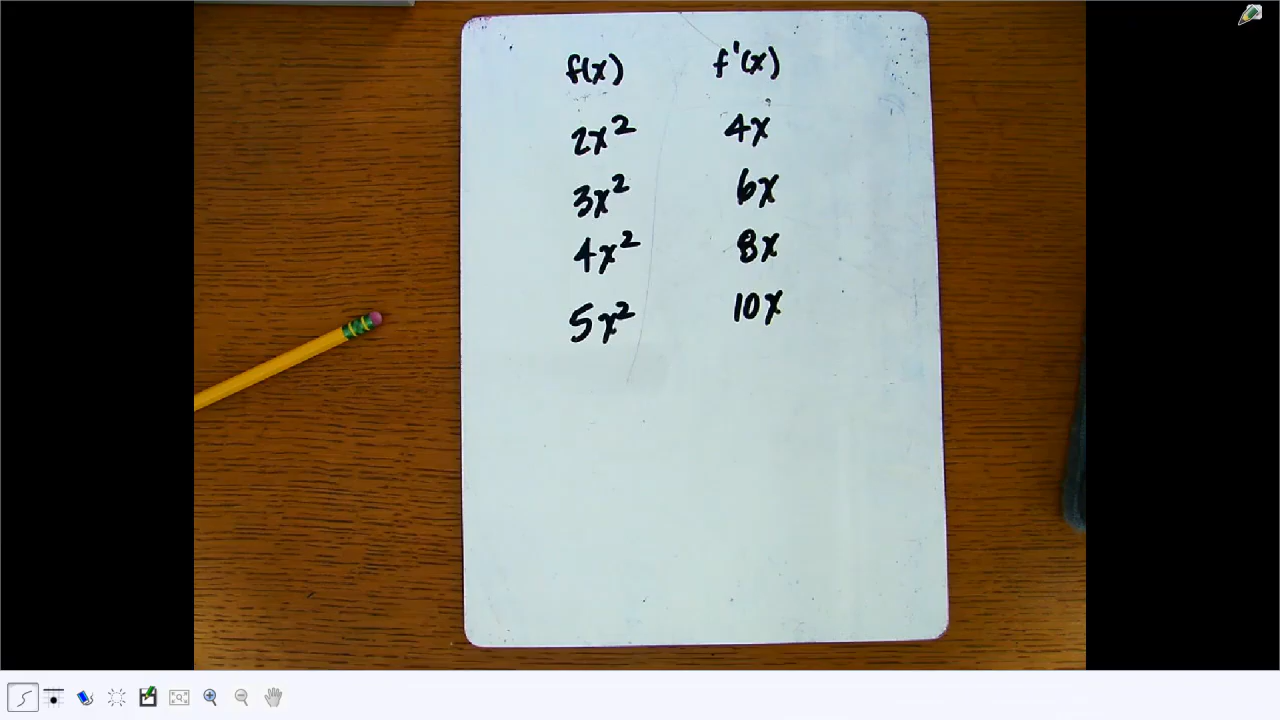 f(x) f'(x)
2x² 4x
3x² 6x
4x² 8x
5x² 10x